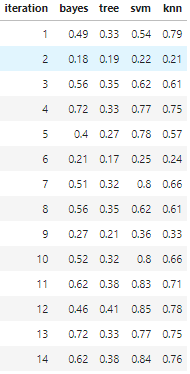 iteration bayes tree svm knn
1 0.49 0.33 0.54 0.79
2 0.18 0.19 0.22 0.21
3 0.56 0.35 0.62 0.61
4 0.72 0.33 0.77 0.75
5 0.4 0.27 0.78 0.57
6 0.21 0.17 0.25 0.24
7 0.51 0.32 0.8 0.66
8 0.56 0.35 0.62 0.61
9 0.27 0.21 0.36 0.33
10 0.52 0.32 0.8 0.66
11 0.62 0.38 0.83 0.71
12 0.46 0.41 0.85 0.78
13 0.72 0.33 0.77 0.75
14 0.62 0.38 0.84 0.76